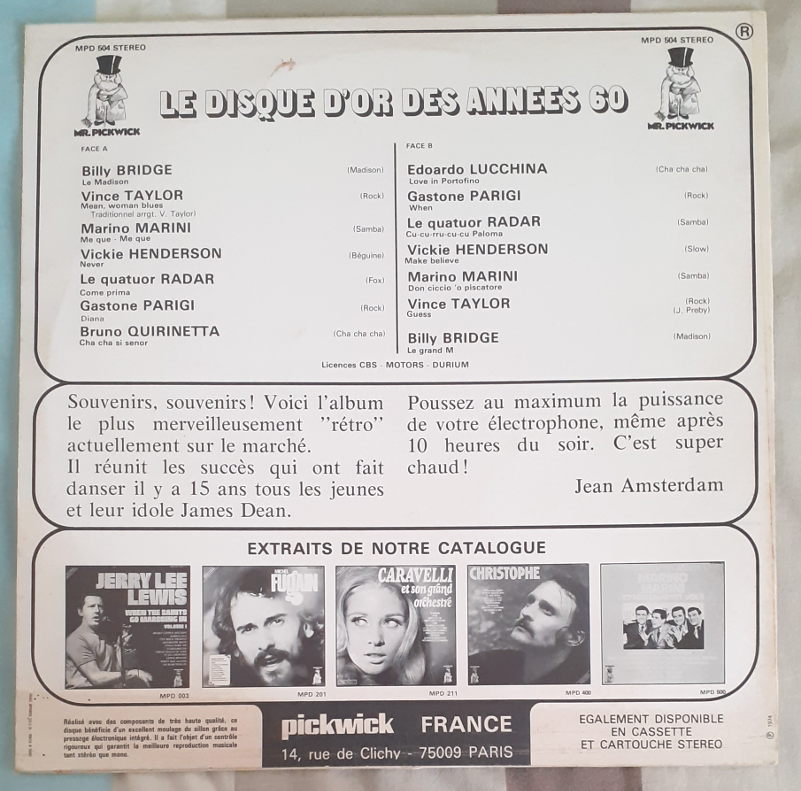 MPD 504 STEREO
MPD 504 STEREO
®
MR. PICKWICK
LE DISQUE D'OR DES ANNEES 60
MR. PICKWICK
FACE A
Billy BRIDGE (Madison)
Le Madison
Vince TAYLOR (Rock)
Mean, woman blues
Traditionnel arrgt. V. Taylor)
Marino MARINI (Samba)
Me que - Me que
Vickie HENDERSON (Béguine)
Never
Le quatuor RADAR (Fox)
Come prima
Gastone PARIGI (Rock)
Diana
Bruno QUIRINETTA (Cha cha cha)
Cha cha si senor
FACE B
Edoardo LUCCHINA (Cha cha cha)
Love in Portofino
Gastone PARIGI (Rock)
When
Le quatuor RADAR (Samba)
Cu-cu-rru-cu-cu Paloma
Vickie HENDERSON (Slow)
Make believe
Marino MARINI (Samba)
Don ciccio 'o piscatore
Vince TAYLOR (Rock)
Guess (J. Preby)
Billy BRIDGE (Madison)
Le grand M
Licences CBS - MOTORS - DURIUM
Souvenirs, souvenirs! Voici l'album
le plus merveilleusement "rétro"
actuellement sur le marché.
Il réunit les succès qui ont fait
danser il y a 15 ans tous les jeunes
et leur idole James Dean.
Poussez au maximum la puissance
de votre électrophone, même après
10 heures du soir. C'est super
chaud!
Jean Amsterdam
EXTRAITS DE NOTRE CATALOGUE
JERRY LEE
LEWIS
WHEN THE SAINTS
GO MARCHING IN
VOLUME 1
MPD 003
MICHEL
FUGAIN
MPD 201
CARAVELLI
et son grand
orchestre
MPD 211
CHRISTOPHE
MPD 400
MARINO
MARINI
MPD 500
Réalisé avec des composants de très haute qualité, ce
disque bénéficie d'un excellent moulage du sillon grâce au
pressage électronique intégré. Il a fait l'objet d'un contrôle
rigoureux qui garantit la meilleure reproduction musicale
tant stéréo que mono.
pickwick FRANCE
14, rue de Clichy - 75009 PARIS
EGALEMENT DISPONIBLE
EN CASSETTE
ET CARTOUCHE STEREO
℗ 1974